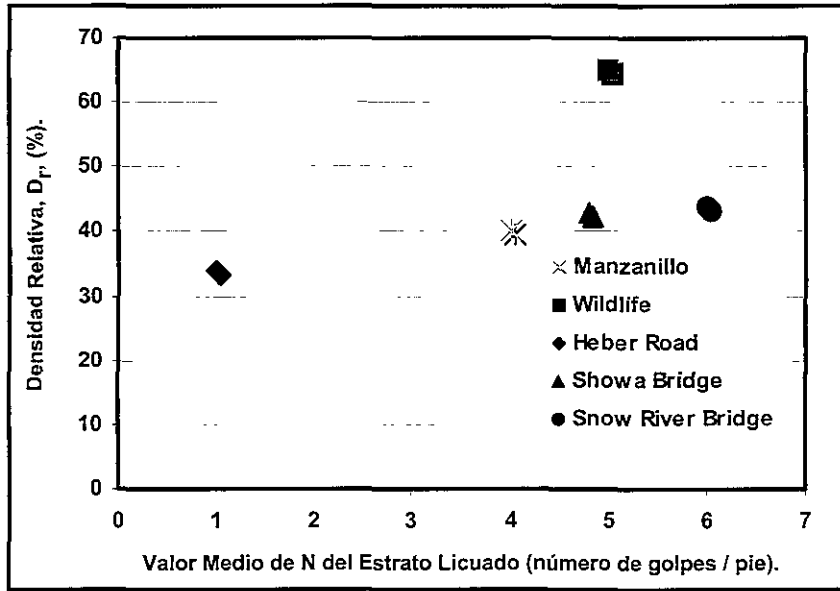 70
60
50
40
30
20
10
0
Densidad Relativa, Dr, (%).
Manzanillo
Wildlife
Heber Road
Showa Bridge
Snow River Bridge
0 1 2 3 4 5 6 7
Valor Medio de N del Estrato Licuado (número de golpes / pie).